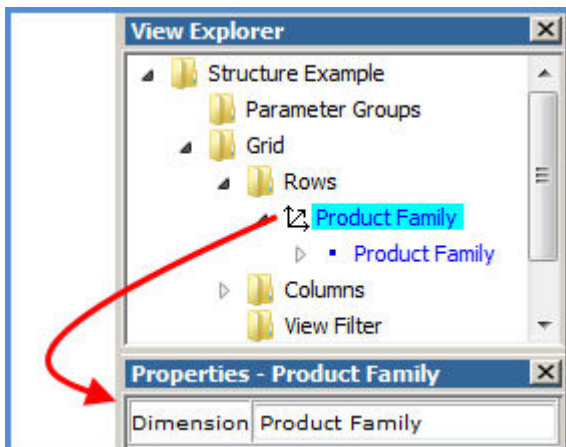 View Explorer
Structure Example
Parameter Groups
Grid
Rows
Product Family
Product Family
Columns
View Filter
Properties - Product Family
Dimension Product Family